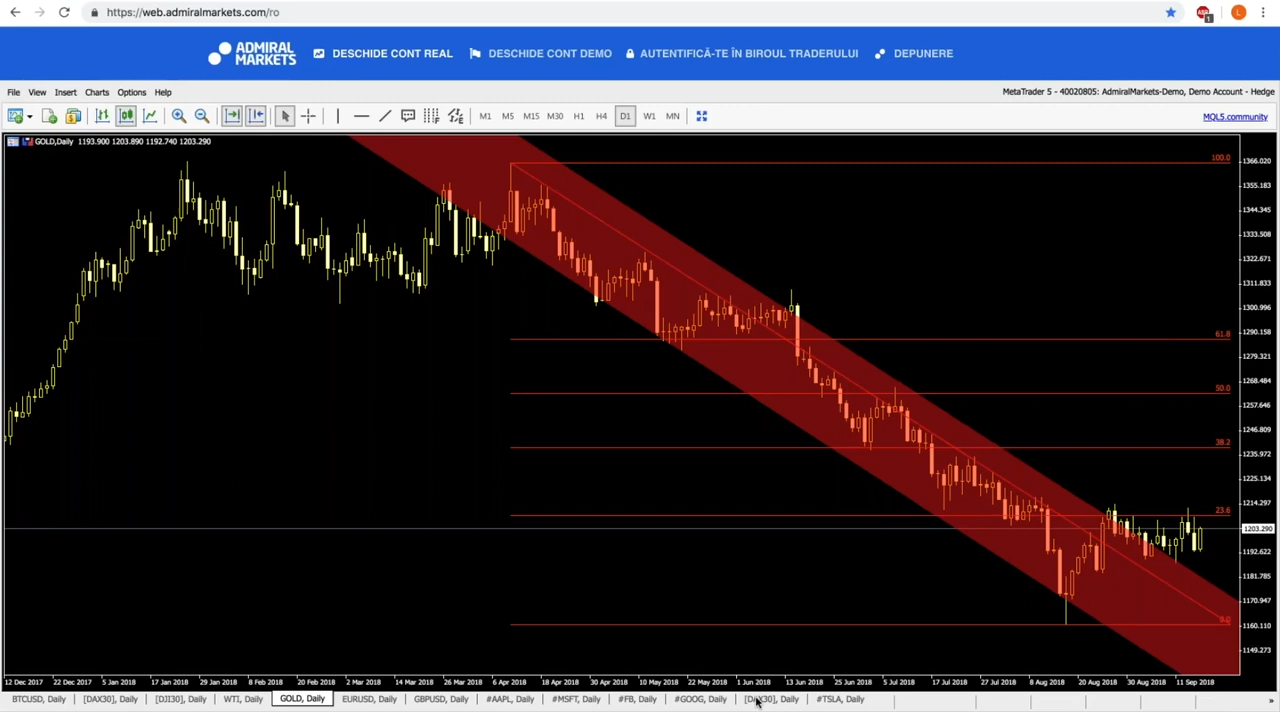 https://web.admiralmarkets.com/ro
ABP
1
L
ADMIRAL
MARKETS
DESCHIDE CONT REAL
DESCHIDE CONT DEMO
AUTENTIFICĂ-TE ÎN BIROUL TRADERULUI
DEPUNERE
File View Insert Charts Options Help
MetaTrader 5 - 40020805: AdmiralMarkets-Demo, Demo Account - Hedge
M1 M5 M15 M30 H1 H4 D1 W1 MN
MQL5.community
GOLD,Daily 1193.900 1203.890 1192.740 1203.290
100.0
61.8
50.0
38.2
23.6
0.0
1366.020
1355.183
1344.345
1333.508
1322.671
1311.833
1300.996
1290.158
1279.321
1268.484
1257.646
1246.809
1235.972
1225.134
1214.297
1203.290
1192.622
1181.785
1170.947
1160.110
1149.273
12 Dec 2017 22 Dec 2017 5 Jan 2018 17 Jan 2018 29 Jan 2018 8 Feb 2018 20 Feb 2018 2 Mar 2018 14 Mar 2018 26 Mar 2018 6 Apr 2018 18 Apr 2018 30 Apr 2018 10 May 2018 22 May 2018 1 Jun 2018 13 Jun 2018 25 Jun 2018 5 Jul 2018 17 Jul 2018 27 Jul 2018 8 Aug 2018 20 Aug 2018 30 Aug 2018 11 Sep 2018
BTCUSD, Daily [DAX30], Daily [DJI30], Daily WTI, Daily GOLD, Daily EURUSD, Daily GBPUSD, Daily #AAPL, Daily #MSFT, Daily #FB, Daily #GOOG, Daily [DAX30], Daily #TSLA, Daily